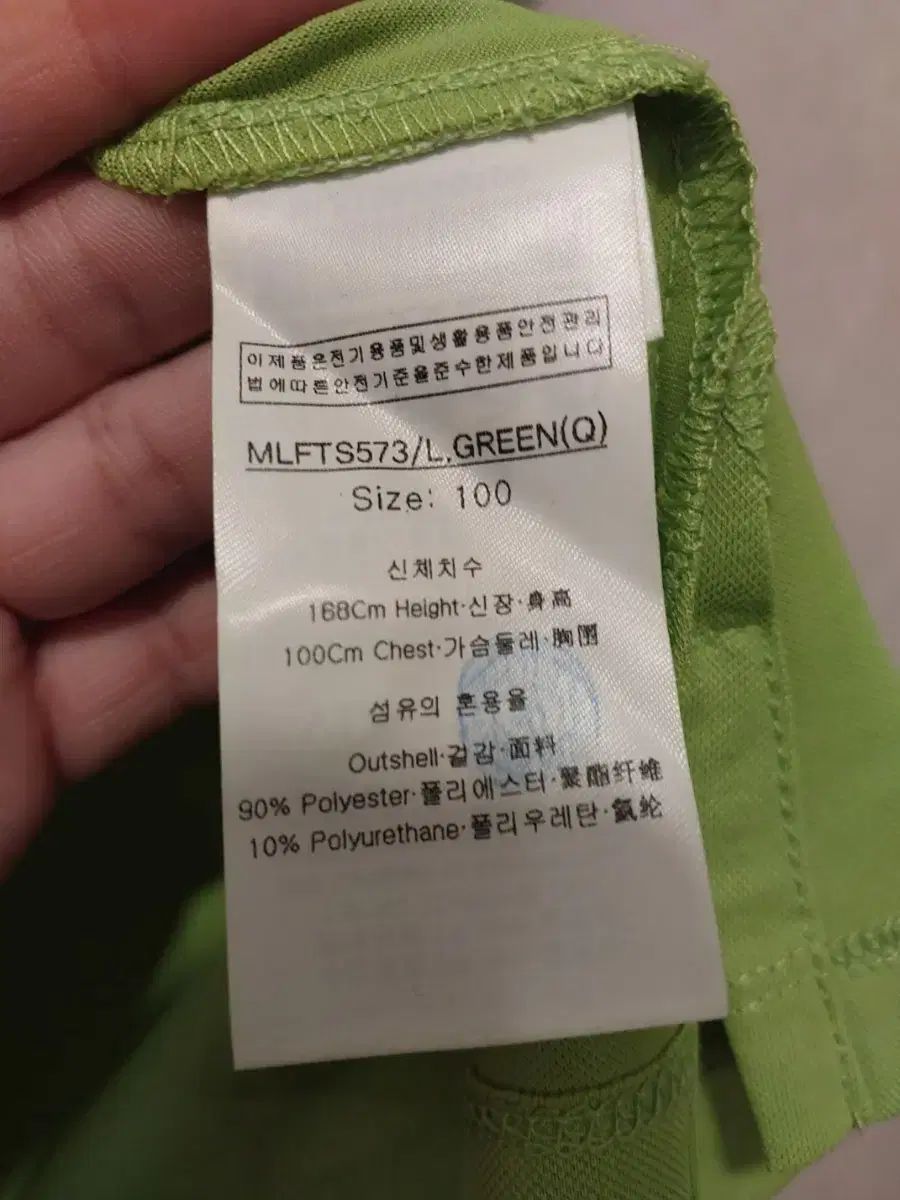 이제품은전기용품및생활용품안전관리
법에따른안전기준을준수한제품입니다
MLFTS573/L.GREEN(Q)
Size: 100
신체치수
168Cm Height·신장·身高
100Cm Chest·가슴둘레·胸围
섬유의 혼용율
Outshell·겉감·面料
90% Polyester·폴리에스터·聚酯纤维
10% Polyurethane·폴리우레탄·氨纶